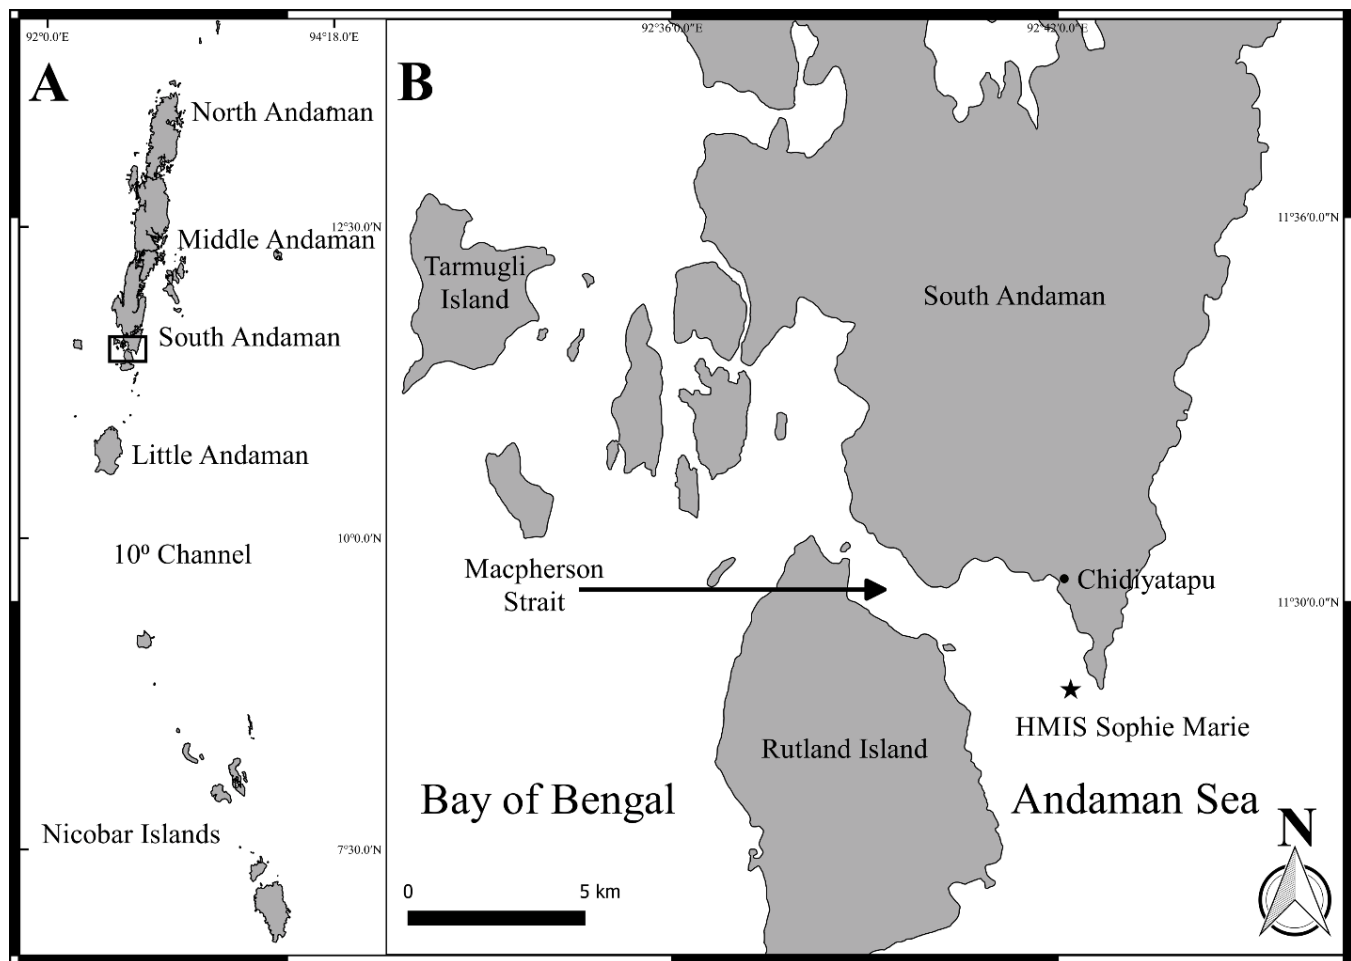 92°0.0'E
94°18.0'E
A
North Andaman
12°30.0'N
Middle Andaman
South Andaman
Little Andaman
10°0.0'N
10º Channel
Nicobar Islands
7°30.0'N
92°36'0.0"E
92°42'0.0"E
B
11°36'0.0"N
Tarmugli
Island
South Andaman
Macpherson
Strait
Chidiyatapu
11°30'0.0"N
HMIS Sophie Marie
Rutland Island
Bay of Bengal
Andaman Sea
N
0
5 km